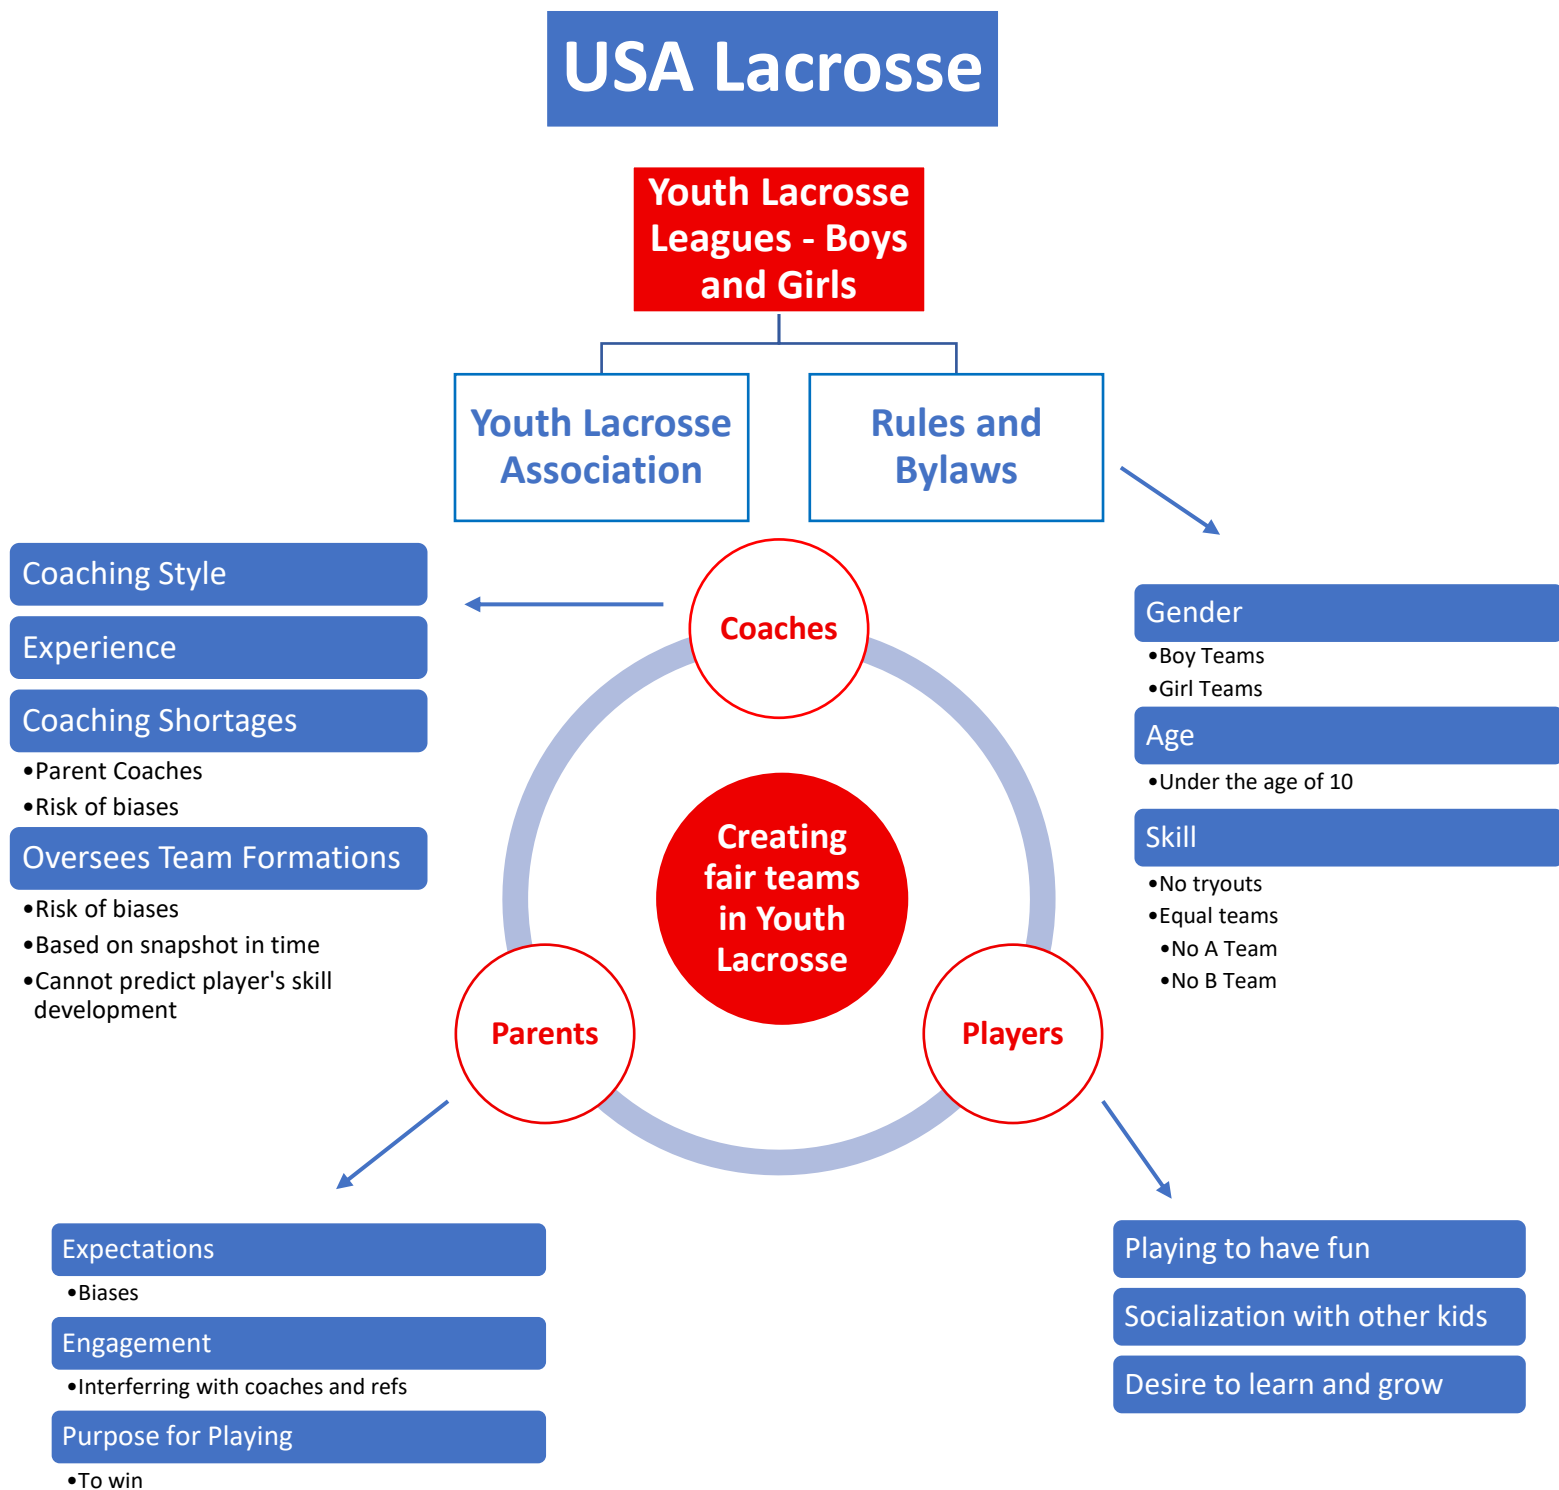 USA Lacrosse
Youth Lacrosse
Leagues - Boys
and Girls
Youth Lacrosse
Association
Rules and
Bylaws
Coaching Style
Experience
Coaching Shortages
•Parent Coaches
•Risk of biases
Oversees Team Formations
•Risk of biases
•Based on snapshot in time
•Cannot predict player's skill
development
Coaches
Creating
fair teams
in Youth
Lacrosse
Parents
Players
Gender
•Boy Teams
•Girl Teams
Age
•Under the age of 10
Skill
•No tryouts
•Equal teams
•No A Team
•No B Team
Expectations
•Biases
Engagement
•Interferring with coaches and refs
Purpose for Playing
•To win
Playing to have fun
Socialization with other kids
Desire to learn and grow